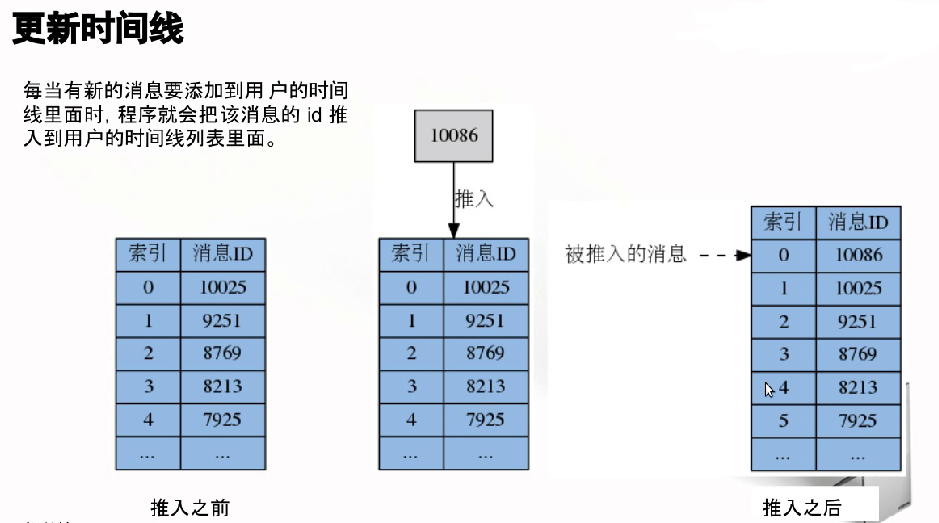 更新时间线
每当有新的消息要添加到用户的时间
线里面时, 程序就会把该消息的 id 推
入到用户的时间线列表里面。
10086
推入
索引 消息ID
0 10025
1 9251
2 8769
3 8213
4 7925
... ...
推入之前
索引 消息ID
0 10025
1 9251
2 8769
3 8213
4 7925
... ...
被推入的消息
索引 消息ID
0 10086
1 10025
2 9251
3 8769
4 8213
5 7925
... ...
推入之后